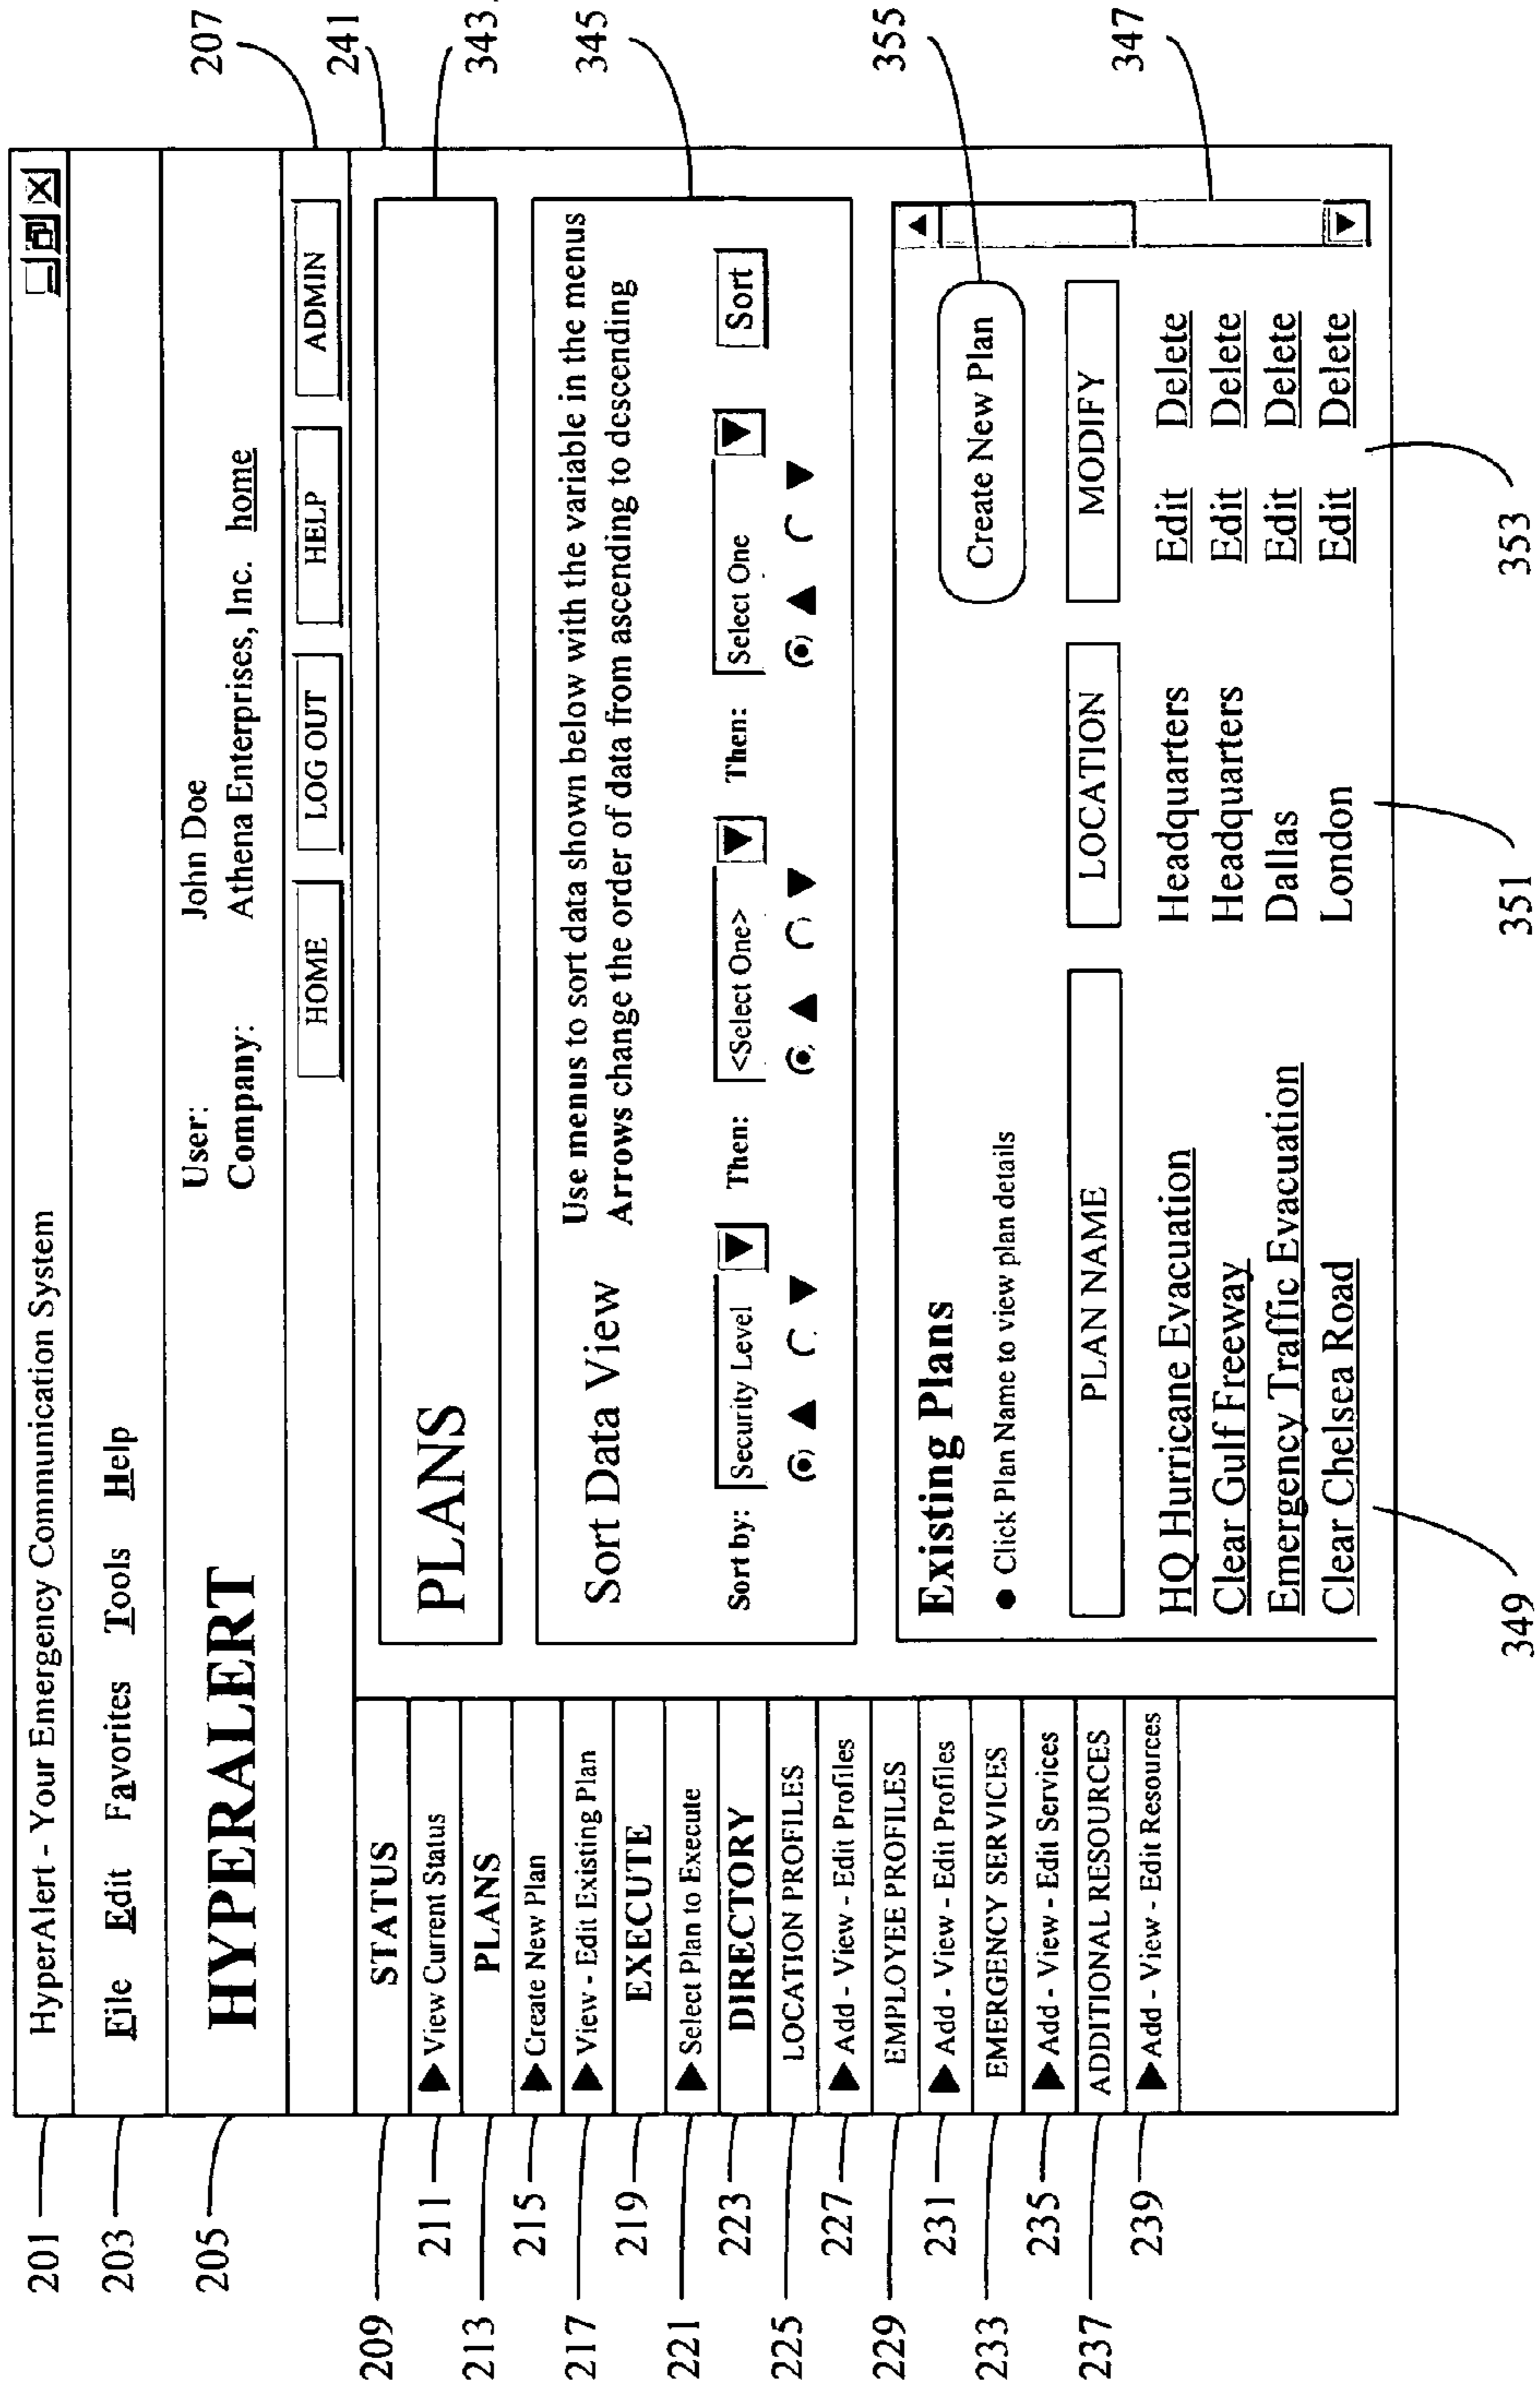 HyperAlert - Your Emergency Communication System
File Edit Favorites Tools Help
HYPERALERT
User: John Doe
Company: Athena Enterprises, Inc. home
HOME LOG OUT HELP ADMIN
STATUS
View Current Status
PLANS
Create New Plan
View - Edit Existing Plan
EXECUTE
Select Plan to Execute
DIRECTORY
LOCATION PROFILES
Add - View - Edit Profiles
EMPLOYEE PROFILES
Add - View - Edit Profiles
EMERGENCY SERVICES
Add - View - Edit Services
ADDITIONAL RESOURCES
Add - View - Edit Resources
PLANS
Sort Data View
Use menus to sort data shown below with the variable in the menus
Arrows change the order of data from ascending to descending
Sort by: Security Level Then: <Select One> Then: Select One Sort
Existing Plans
● Click Plan Name to view plan details
Create New Plan
PLAN NAME LOCATION MODIFY
HQ Hurricane Evacuation Headquarters Edit Delete
Clear Gulf Freeway Headquarters Edit Delete
Emergency Traffic Evacuation Dallas Edit Delete
Clear Chelsea Road London Edit Delete
201
203
205
209
211
213
215
217
219
221
223
225
227
229
231
233
235
237
239
207
241
343
345
355
347
349
351
353